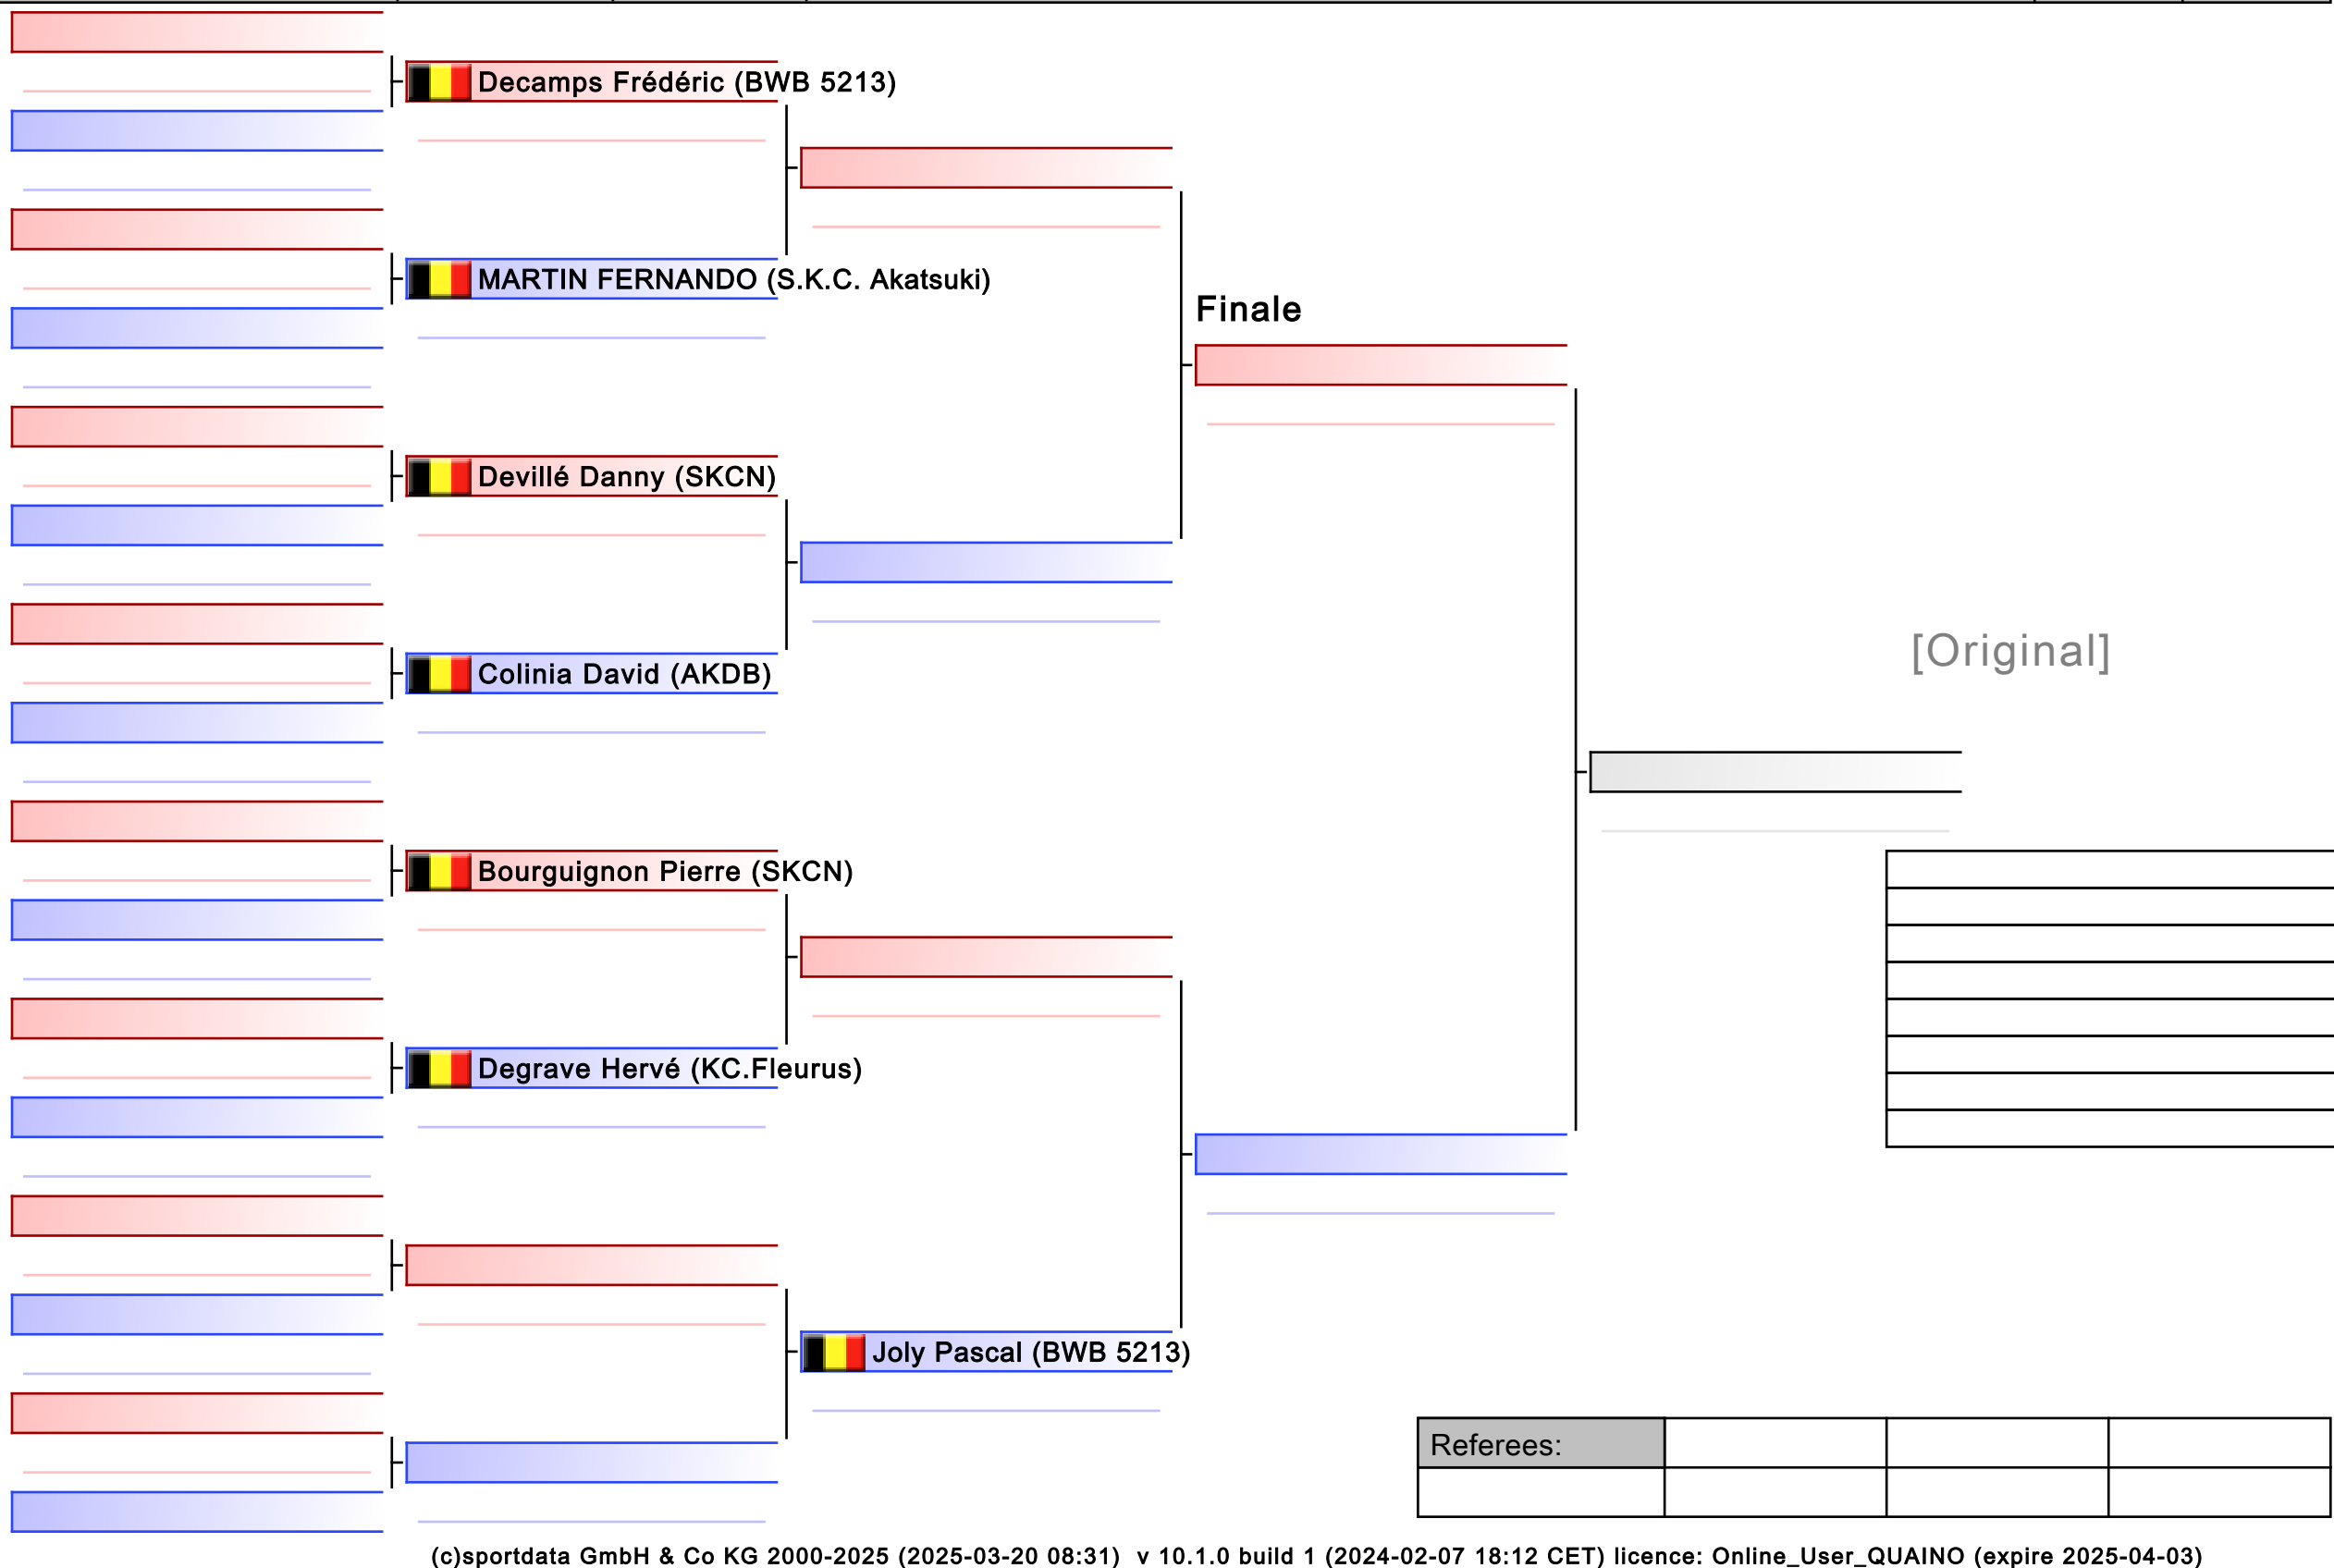 Decamps Frédéric (BWB 5213)
MARTIN FERNANDO (S.K.C. Akatsuki)
Finale
Devillé Danny (SKCN)
[Original]
Colinia David (AKDB)
Bourguignon Pierre (SKCN)
Degrave Hervé (KC.Fleurus)
Joly Pascal (BWB 5213)
Referees:
(c)sportdata GmbH & Co KG 2000-2025 (2025-03-20 08:31) v 10.1.0 build 1 (2024-02-07 18:12 CET) licence: Online_User_QUAINO (expire 2025-04-03)